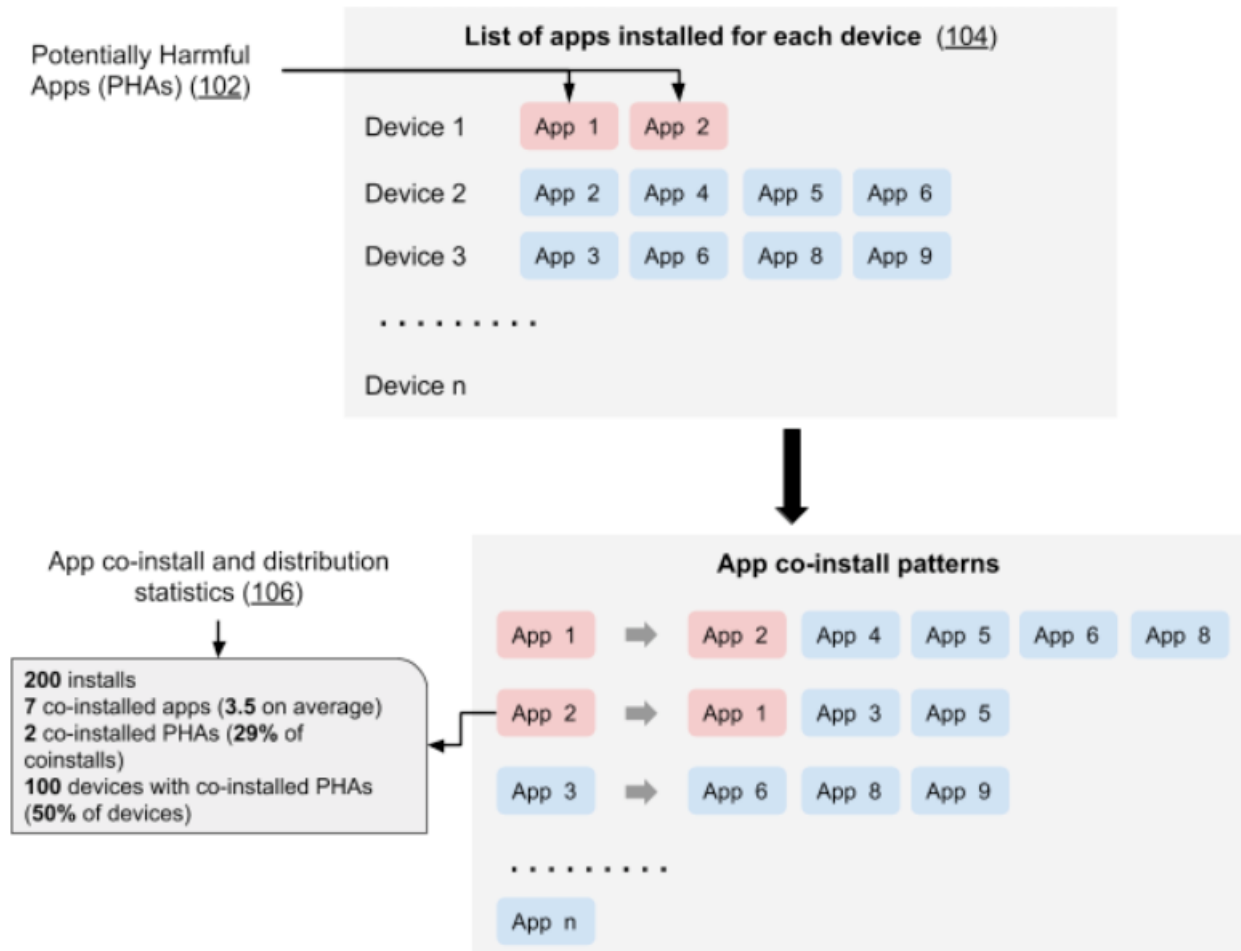 List of apps installed for each device (104)
Potentially Harmful
Apps (PHAs) (102)
Device 1 App 1 App 2
Device 2 App 2 App 4 App 5 App 6
Device 3 App 3 App 6 App 8 App 9
. . . . . . . . .
Device n
App co-install and distribution
statistics (106)
200 installs
7 co-installed apps (3.5 on average)
2 co-installed PHAs (29% of
coinstalls)
100 devices with co-installed PHAs
(50% of devices)
App co-install patterns
App 1 App 2 App 4 App 5 App 6 App 8
App 2 App 1 App 3 App 5
App 3 App 6 App 8 App 9
. . . . . . . . .
App n